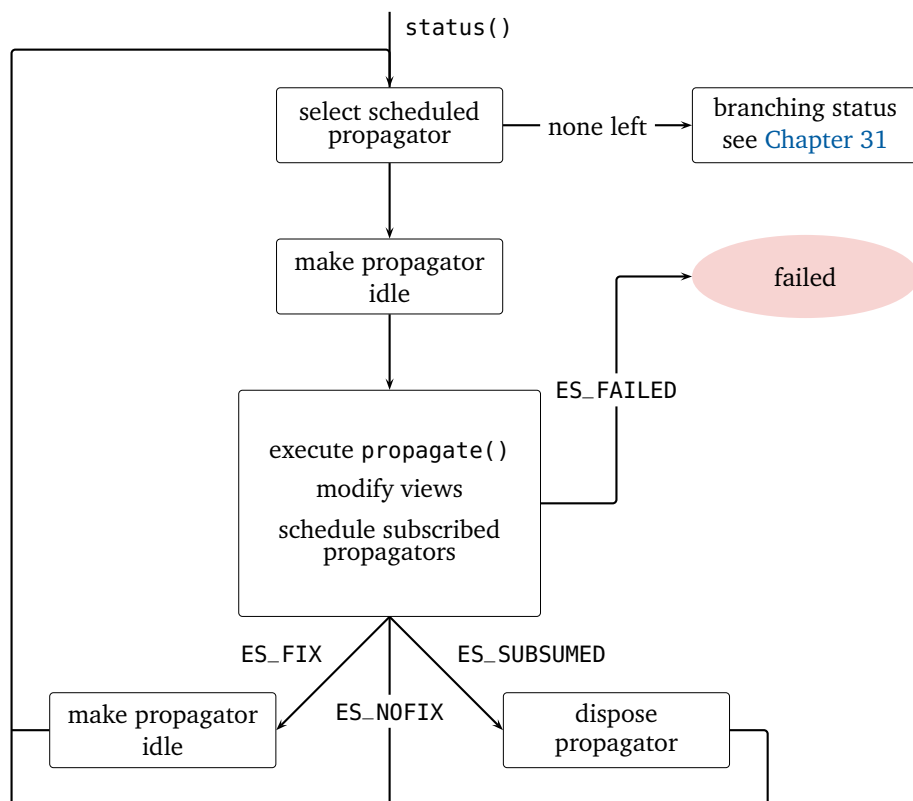 status()
select scheduled
propagator
none left
branching status
see Chapter 31
make propagator
idle
failed
ES_FAILED
execute propagate()
modify views
schedule subscribed
propagators
ES_FIX
ES_SUBSUMED
ES_NOFIX
make propagator
idle
dispose
propagator